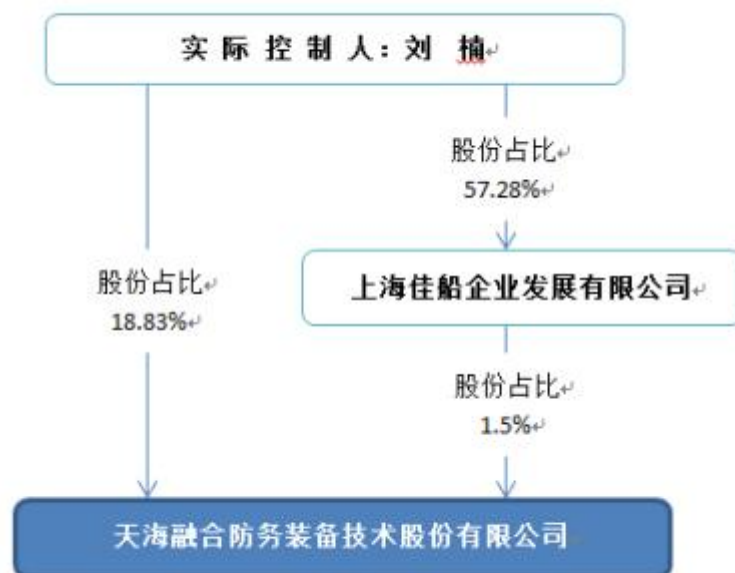 实 际 控 制 人：刘 楠
股份占比
57.28%
上海佳船企业发展有限公司
股份占比
18.83%
股份占比
1.5%
天海融合防务装备技术股份有限公司